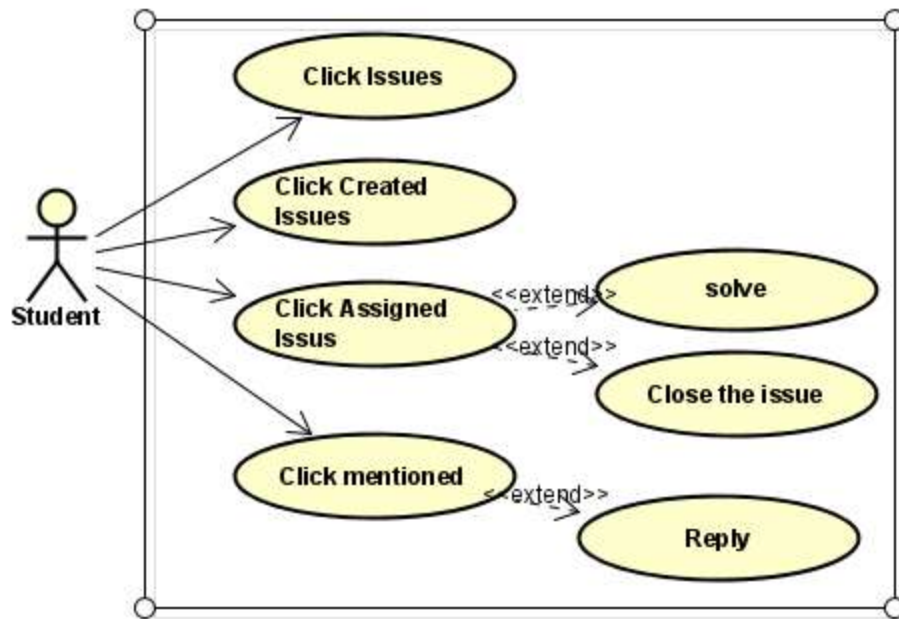 Click Issues
Click Created
Issues
Student
Click Assigned
Issus
<<extend>>
solve
<<extend>>
Close the issue
Click mentioned
<<extend>>
Reply